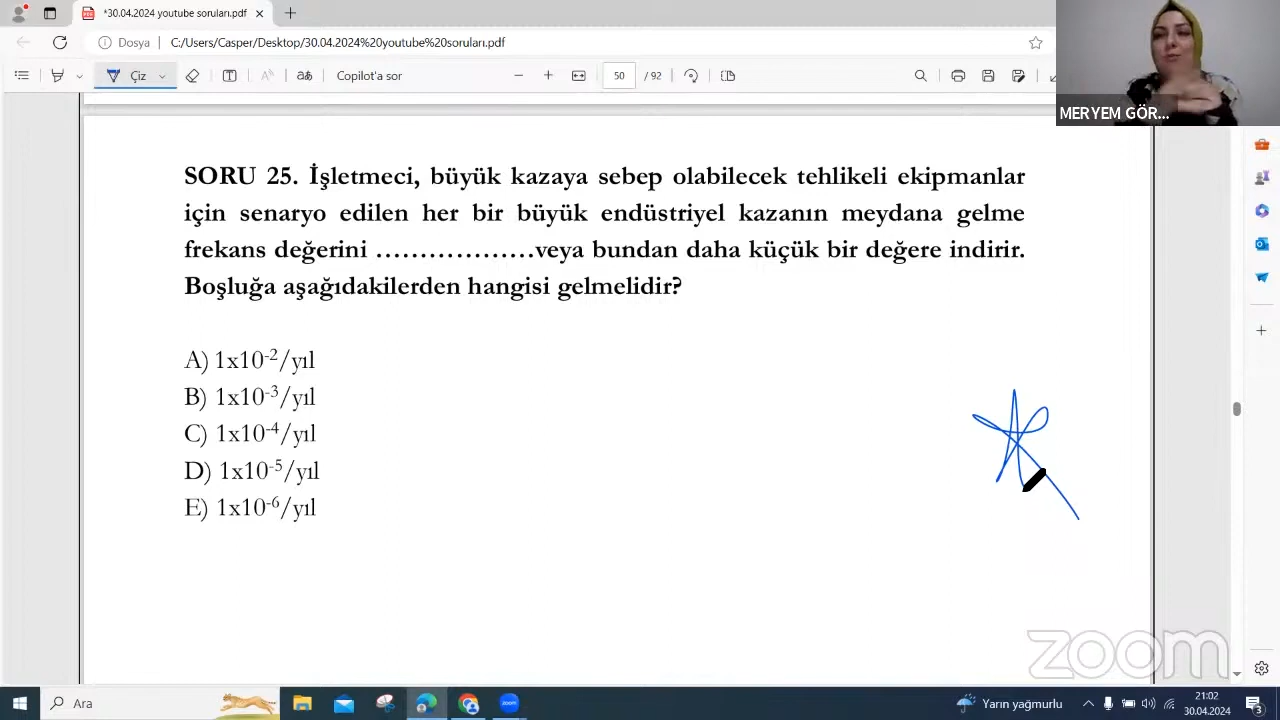 *30.04.2024 youtube soruları.pdf
Dosya
C:/Users/Casper/Desktop/30.04.2024%20youtube%20soruları.pdf
Çiz
Copilot'a sor
50 / 92
MERYEM GÖR...
SORU 25. İşletmeci, büyük kazaya sebep olabilecek tehlikeli ekipmanlar
için senaryo edilen her bir büyük endüstriyel kazanın meydana gelme
frekans değerini ………………veya bundan daha küçük bir değere indirir.
Boşluğa aşağıdakilerden hangisi gelmelidir?
A) 1x10⁻²/yıl
B) 1x10⁻³/yıl
C) 1x10⁻⁴/yıl
D) 1x10⁻⁵/yıl
E) 1x10⁻⁶/yıl
zoom
Ara
zoom
Yarın yağmurlu
21:02
30.04.2024
3